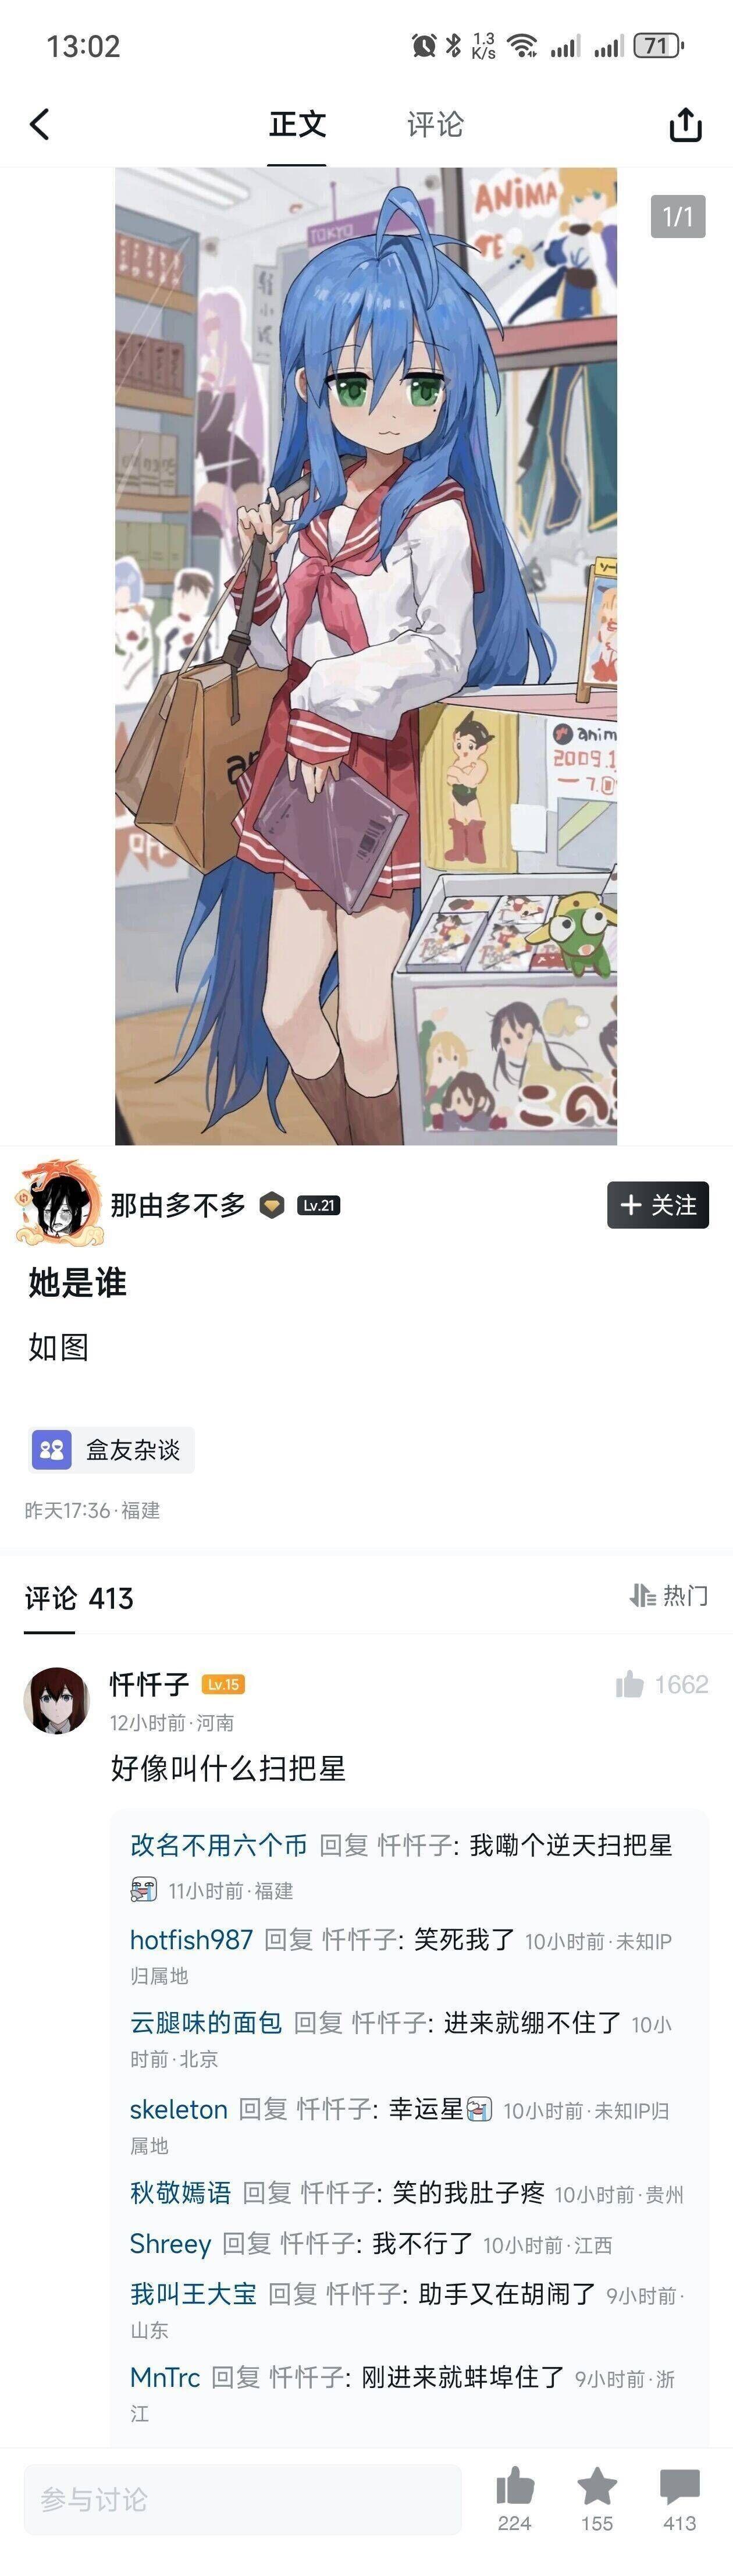 13:02
1.3
K/s
71
正文
评论
1/1
TOKYO
ANIMA
TE
anim
2009.1
OFF
那由多不多
Lv.21
+ 关注
她是谁
如图
盒友杂谈
昨天17:36·福建
评论 413
热门
忏忏子 Lv.15
1662
12小时前·河南
好像叫什么扫把星
改名不用六个币 回复 忏忏子: 我嘞个逆天扫把星
11小时前·福建
hotfish987 回复 忏忏子: 笑死我了 10小时前·未知IP
归属地
云腿味的面包 回复 忏忏子: 进来就绷不住了 10小
时前·北京
skeleton 回复 忏忏子: 幸运星 10小时前·未知IP归
属地
秋敬嫣语 回复 忏忏子: 笑的我肚子疼 10小时前·贵州
Shreey 回复 忏忏子: 我不行了 10小时前·江西
我叫王大宝 回复 忏忏子: 助手又在胡闹了 9小时前·
山东
MnTrc 回复 忏忏子: 刚进来就蚌埠住了 9小时前·浙
江
参与讨论
224
155
413